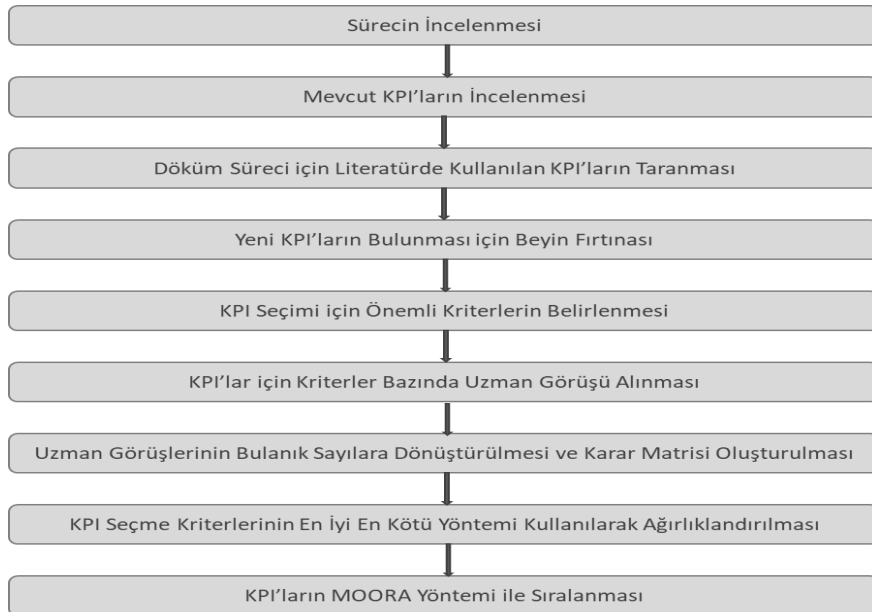 Sürecin İncelenmesi
Mevcut KPI’ların İncelenmesi
Döküm Süreci için Literatürde Kullanılan KPI’ların Taranması
Yeni KPI’ların Bulunması için Beyin Fırtınası
KPI Seçimi için Önemli Kriterlerin Belirlenmesi
KPI’lar için Kriterler Bazında Uzman Görüşü Alınması
Uzman Görüşlerinin Bulanık Sayılara Dönüştürülmesi ve Karar Matrisi Oluşturulması
KPI Seçme Kriterlerinin En İyi En Kötü Yöntemi Kullanılarak Ağırlıklandırılması
KPI’ların MOORA Yöntemi ile Sıralanması